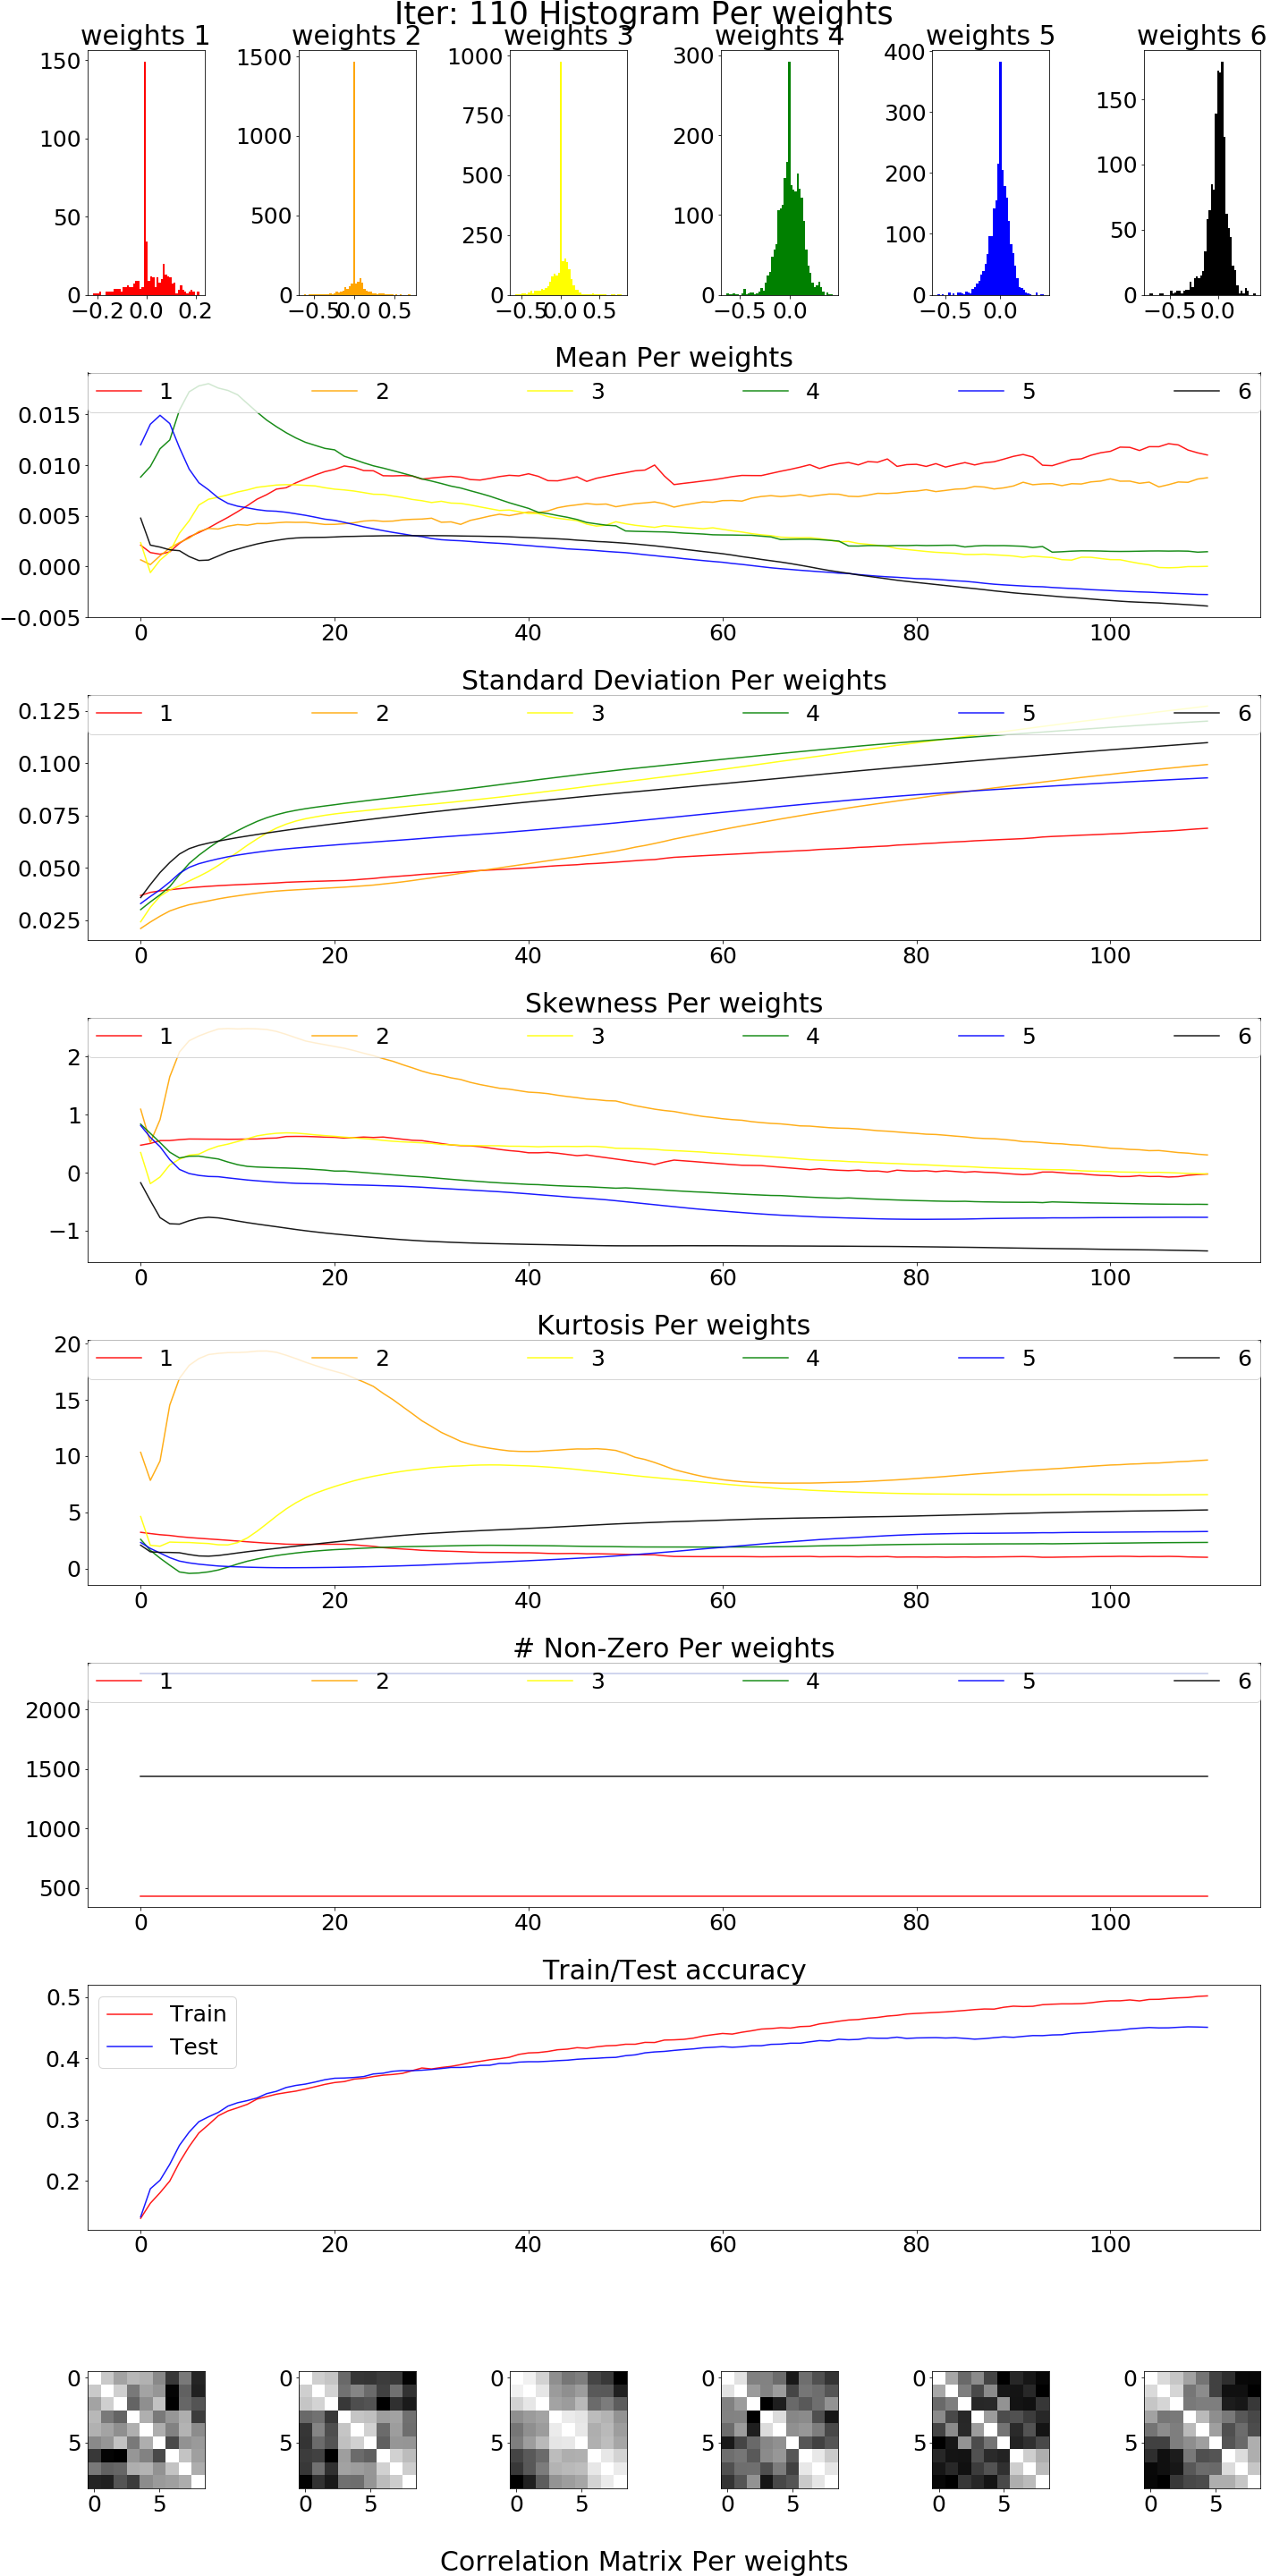 Iter: 110 Histogram Per weights
weights 1 weights 2 weights 3 weights 4 weights 5 weights 6
150 1500 1000 300 400 150
100 1000 750 200 300 100
50 500 500 100 200 50
0 0 250 0 100 0
0 0
−0.2 0.0 0.2 −0.5 0.0 0.5 −0.5 0.0 0.5 −0.5 0.0 −0.5 0.0 −0.5 0.0
Mean Per weights
1 2 3 4 5 6
0.015
0.010
0.005
0.000
−0.005
0 20 40 60 80 100
Standard Deviation Per weights
0.125
1 2 3 4 5 6
0.100
0.075
0.050
0.025
0 20 40 60 80 100
Skewness Per weights
1 2 3 4 5 6
2
1
0
−1
0 20 40 60 80 100
Kurtosis Per weights
20
1 2 3 4 5 6
15
10
5
0
0 20 40 60 80 100
# Non-Zero Per weights
1 2 3 4 5 6
2000
1500
1000
500
0 20 40 60 80 100
Train/Test accuracy
0.5
Train
Test
0.4
0.3
0.2
0 20 40 60 80 100
0 0 0 0 0 0
5 5 5 5 5 5
0 5 0 5 0 5 0 5 0 5 0 5
Correlation Matrix Per weights